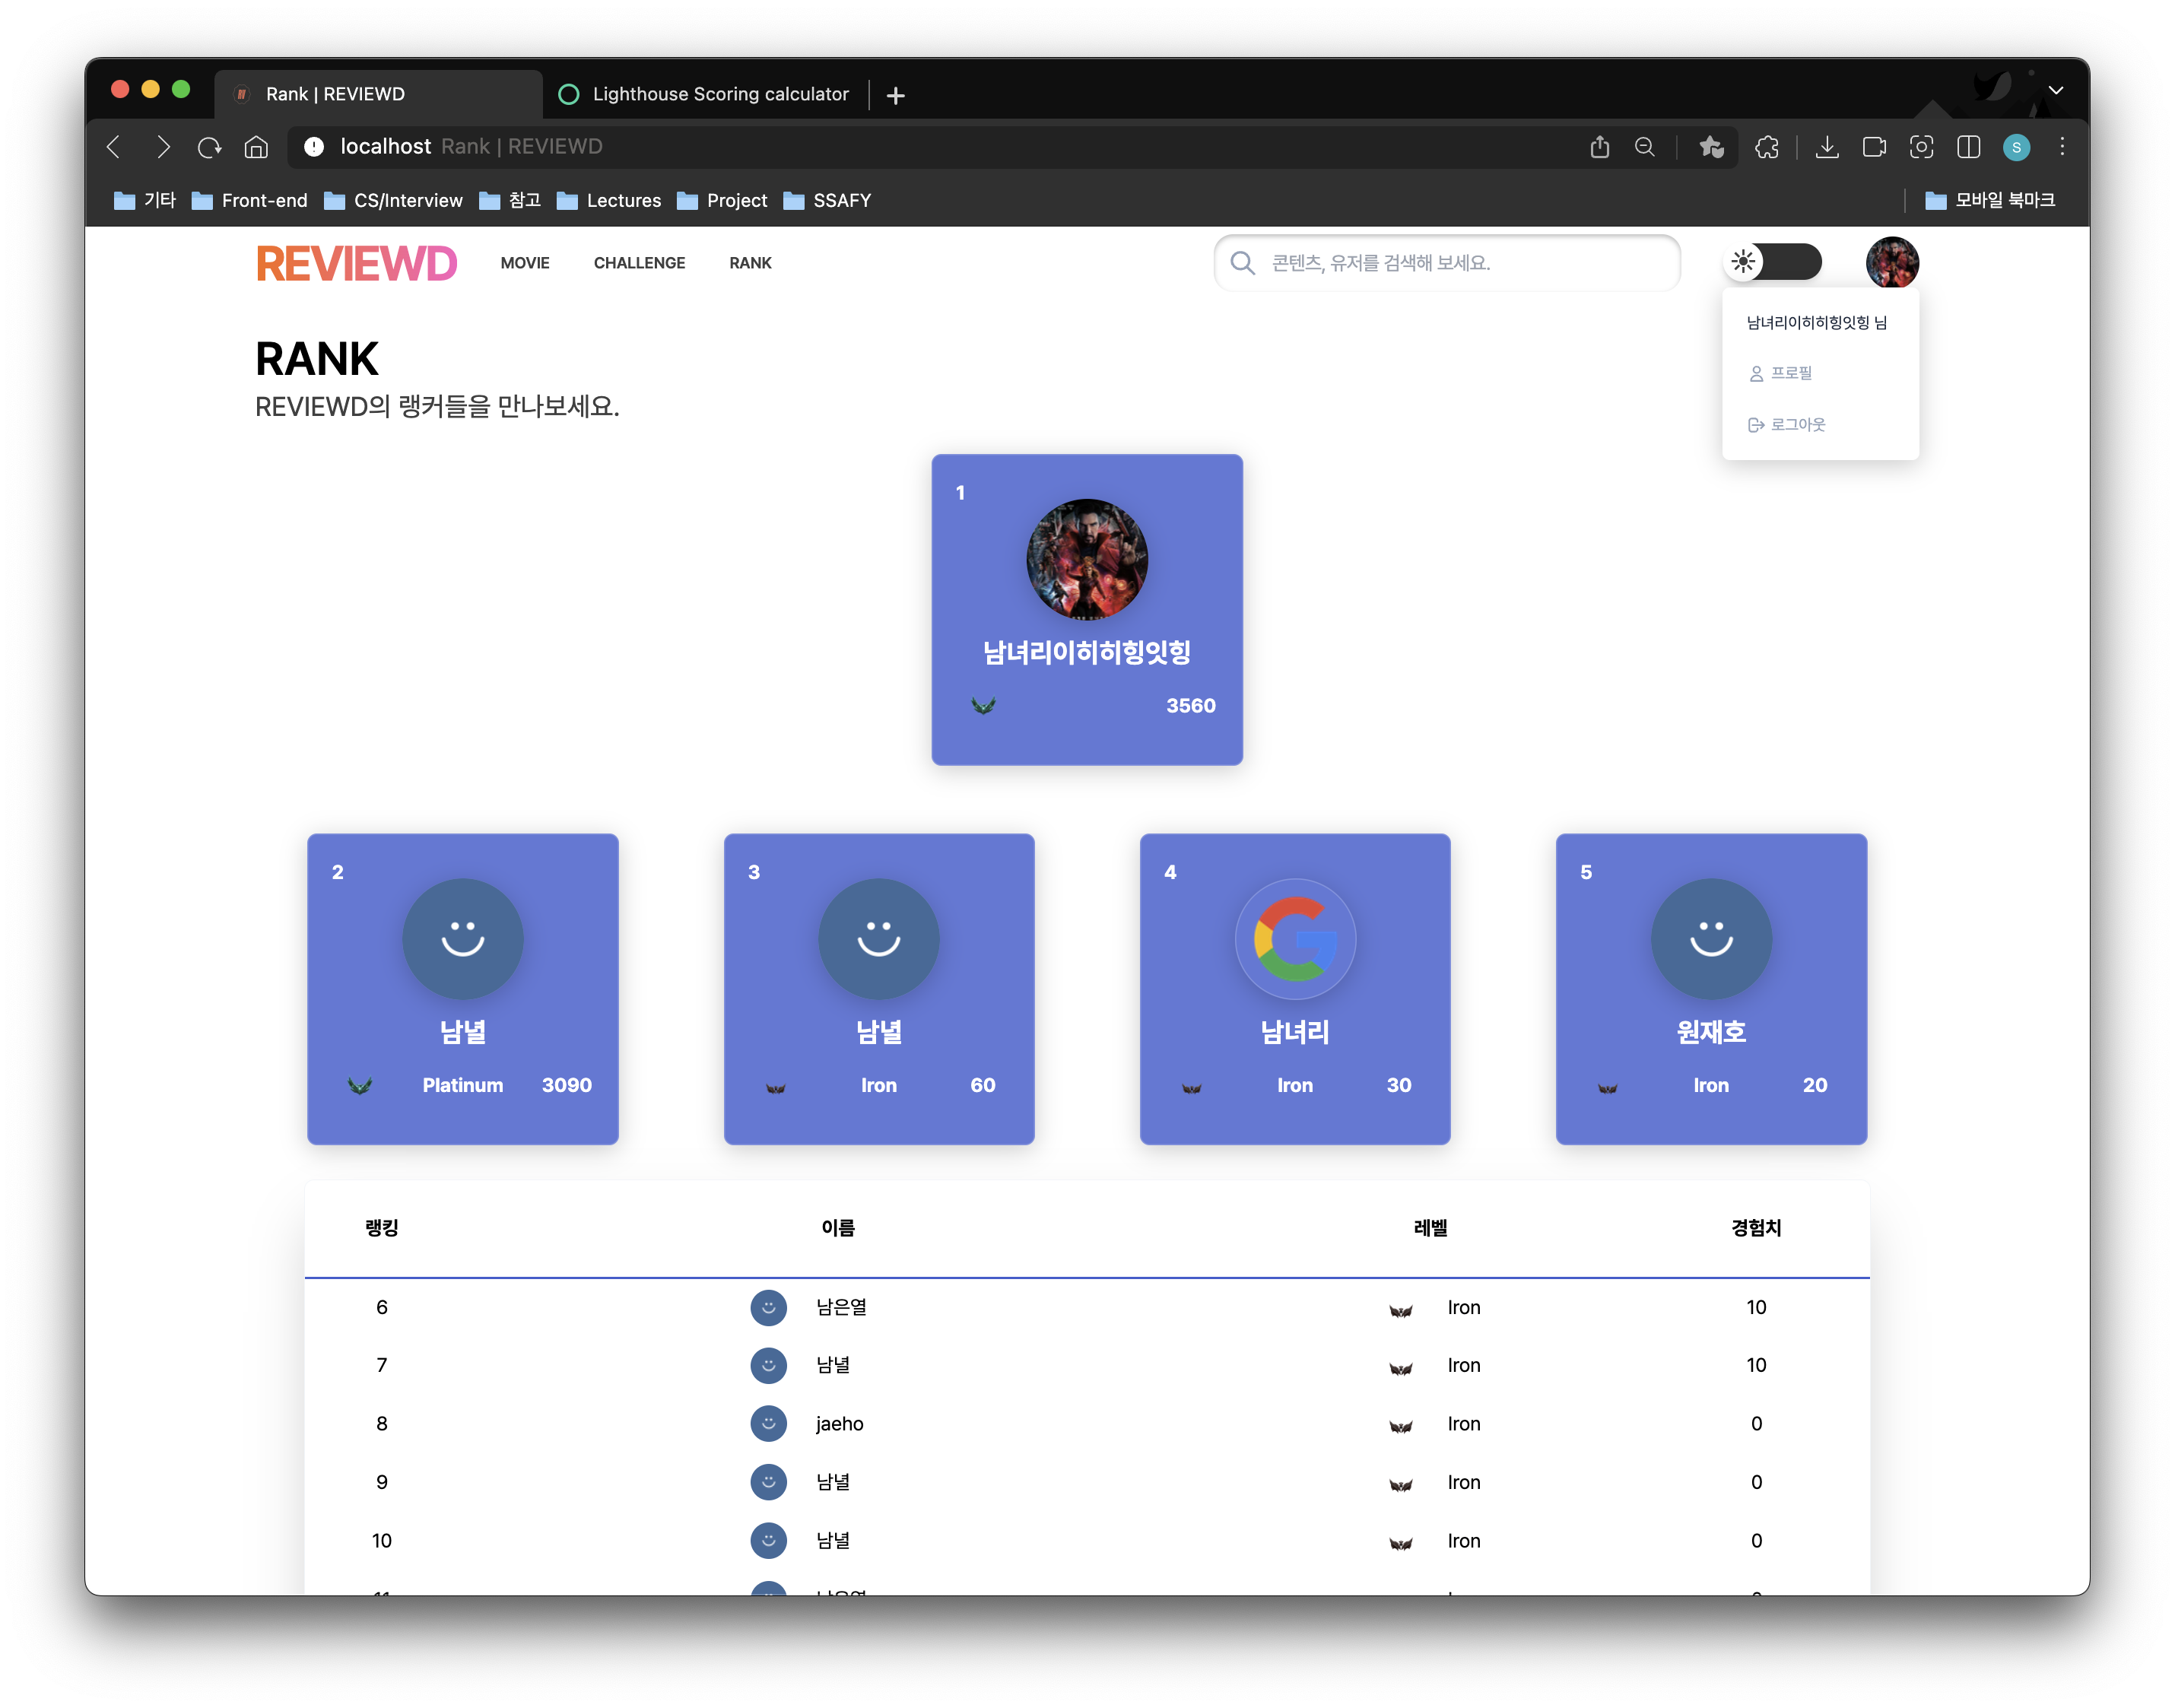 Rank | REVIEWD
Lighthouse Scoring calculator
localhost Rank | REVIEWD
S
기타
Front-end
CS/Interview
참고
Lectures
Project
SSAFY
모바일 북마크
REVIEWD
MOVIE
CHALLENGE
RANK
콘텐츠, 유저를 검색해 보세요.
남녀리이히히힝잇힝 님
프로필
로그아웃
RANK
REVIEWD의 랭커들을 만나보세요.
1
남녀리이히히힝잇힝
3560
2
남녈
Platinum 3090
3
남녈
Iron 60
4
남녀리
Iron 30
5
원재호
Iron 20
랭킹 이름 레벨 경험치
6 남은열 Iron 10
7 남녈 Iron 10
8 jaeho Iron 0
9 남녈 Iron 0
10 남녈 Iron 0